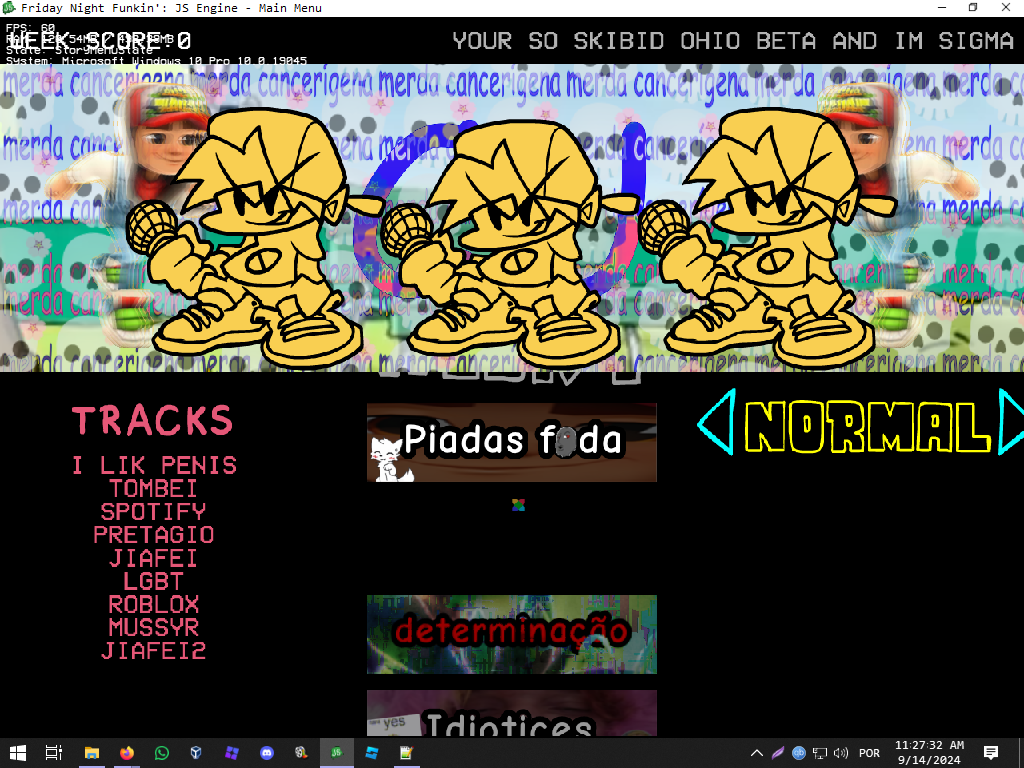 Friday Night Funkin': JS Engine - Main Menu
FPS: 60
WEEK SCORE:0
YOUR SO SKIBID OHIO BETA AND IM SIGMA
State: StoryMenuState
System: Microsoft Windows 10 Pro 10.0.19045
merda cancerígena merda cancerígena merda cancerígena merda
TRACKS
I LIK PENIS
TOMBEI
SPOTIFY
PRETAGIO
JIAFEI
LGBT
ROBLOX
MUSSYR
JIAFEI2
Piadas foda
NORMAL
determinação
yes
Idiotices
POR
11:27:32 AM
9/14/2024